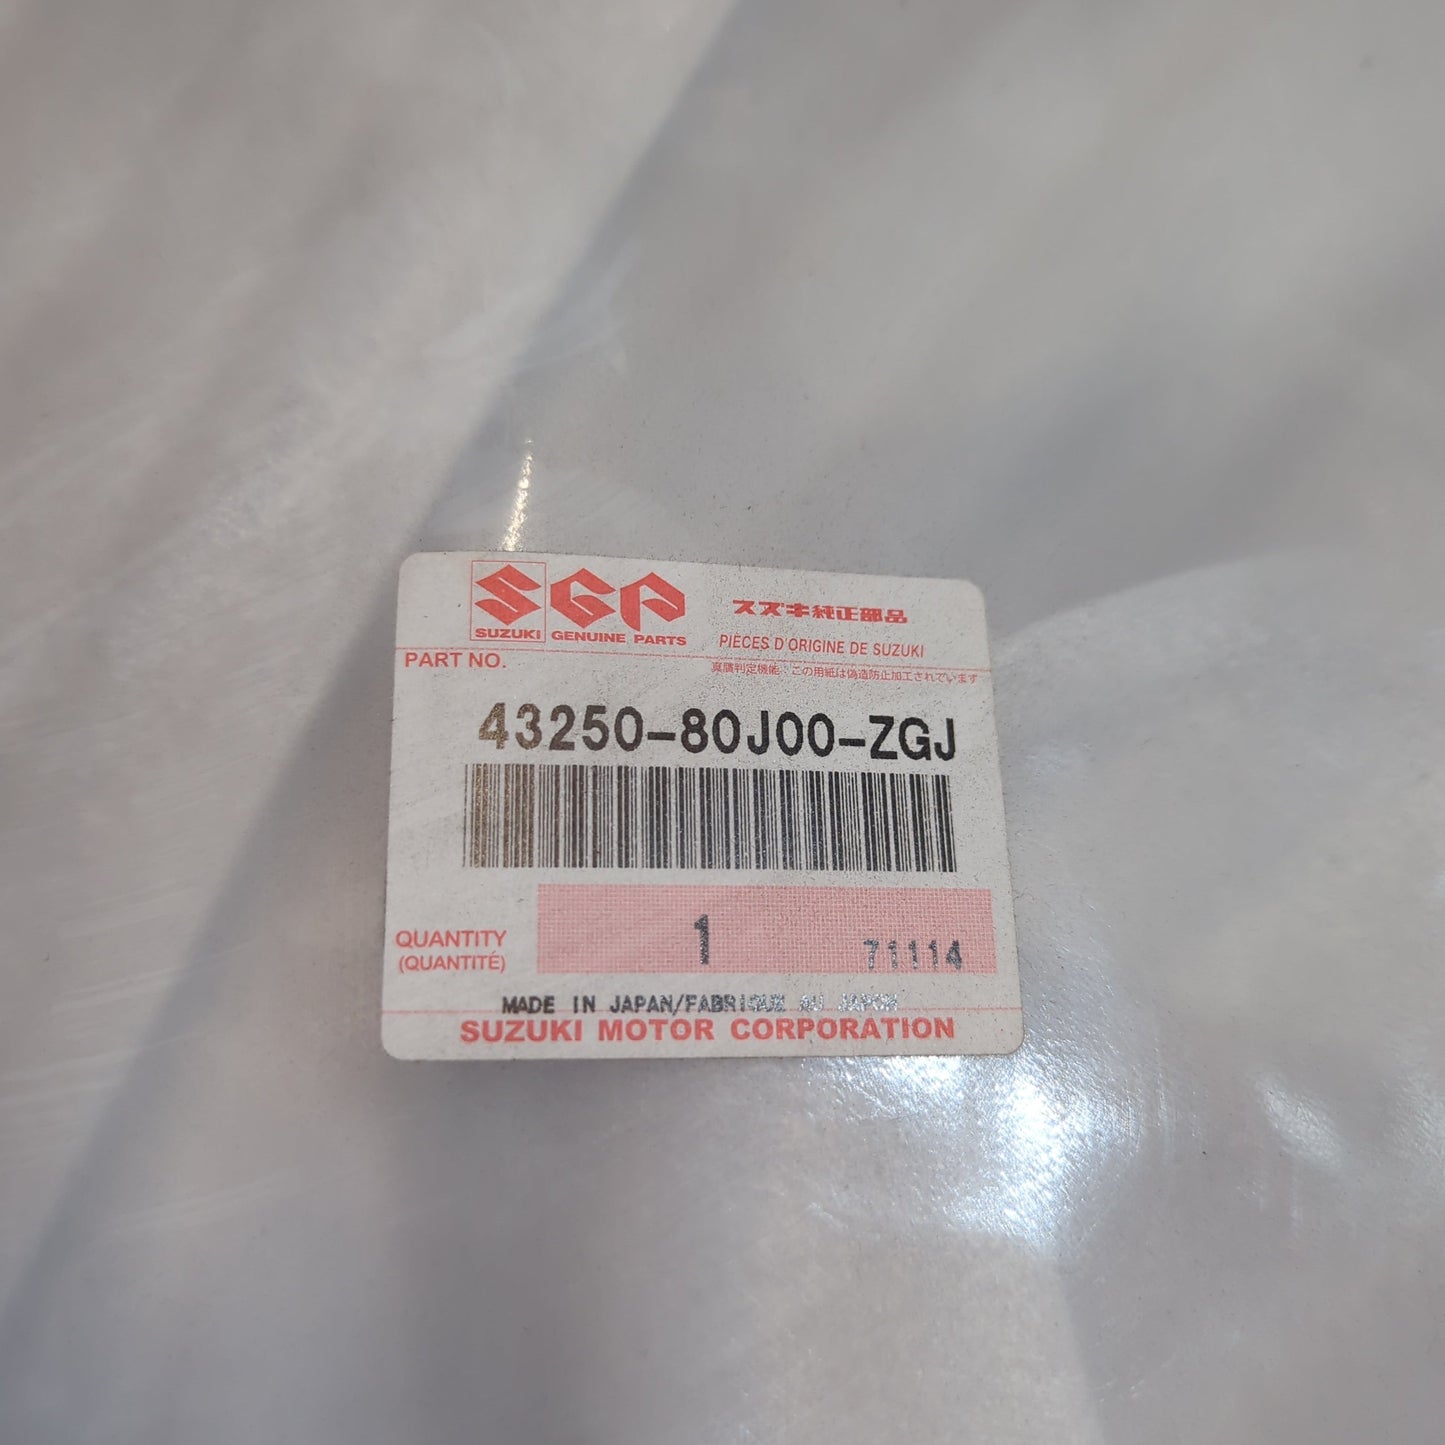 SGP
SUZUKI GENUINE PARTS
スズキ純正部品
PIÈCES D'ORIGINE DE SUZUKI
PART NO.
真贋判定機能:この用紙は偽造防止加工されています
43250-80J00-ZGJ
QUANTITY
(QUANTITÉ)
1
71114
MADE IN JAPAN/FABRIQUE AU JAPON
SUZUKI MOTOR CORPORATION